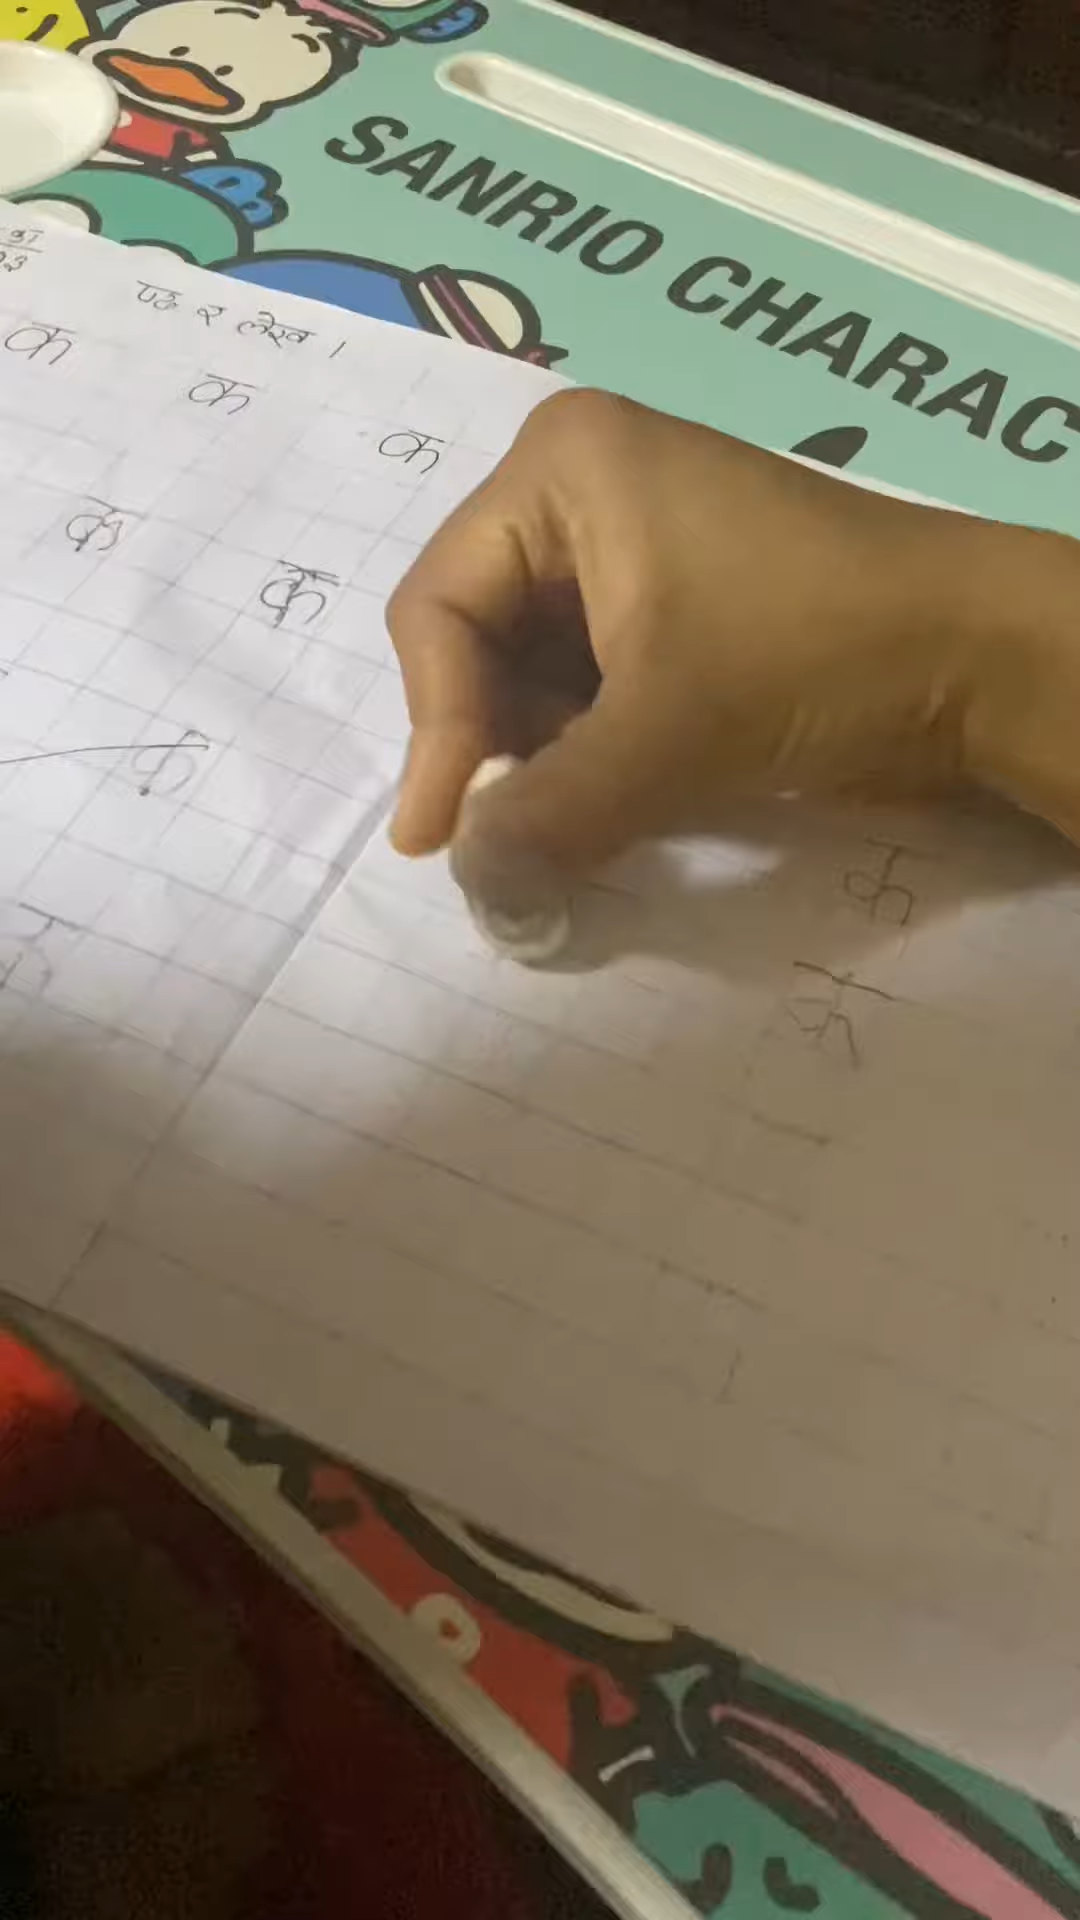 SANRIO CHARAC
पढ र लेख ।
क क क
क क
क
क
क
क